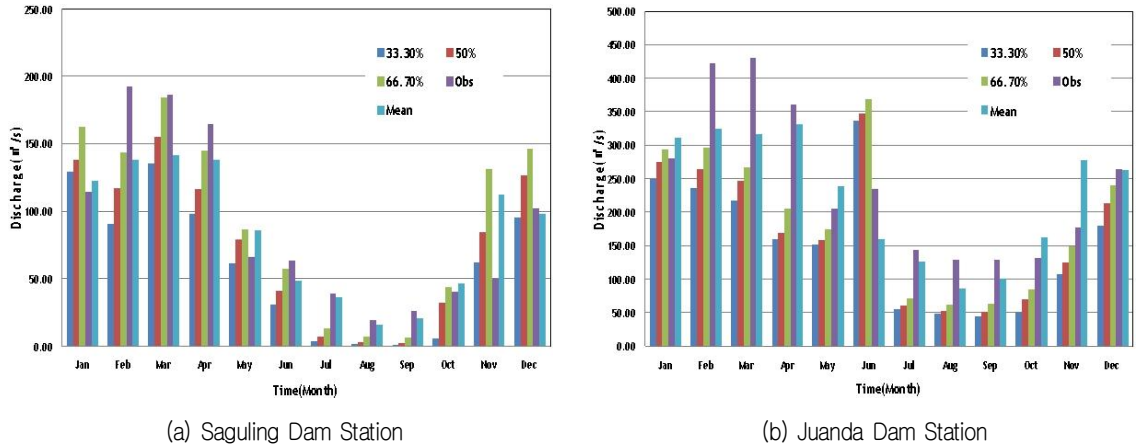 250.00
200.00
150.00
100.00
50.00
0.00
Discharge(㎥/s)
33.30% 50%
66.70% Obs
Mean
Jan Feb Mar Apr May Jun Jul Aug Sep Oct Nov Dec
Time(Month)
(a) Saguling Dam Station
500.00
450.00
400.00
350.00
300.00
250.00
200.00
150.00
100.00
50.00
0.00
Discharge(㎥/s)
33.30% 50%
66.70% Obs
Mean
Jan Feb Mar Apr May Jun Jul Aug Sep Oct Nov Dec
Time(Month)
(b) Juanda Dam Station